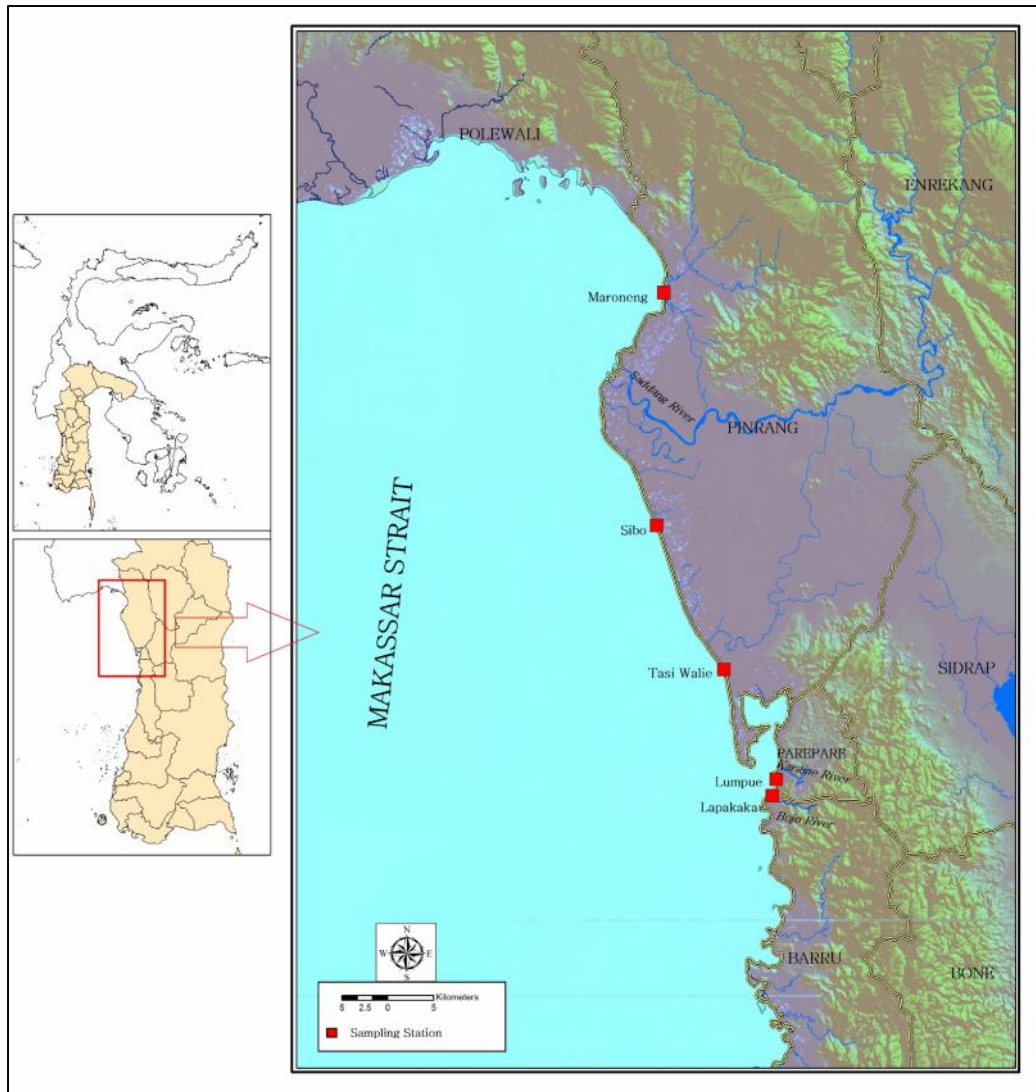 POLEWALI
ENREKANG
Maroneng
Saddang River
PINRANG
MAKASSAR STRAIT
Sibo
Tasi Walie
SIDRAP
PAREPARE
Karajae River
Lumpue
Lapakaka
Bojo River
BARRU
BONE
N
W E
S
5 2.5 0 5 Kilometers
Sampling Station